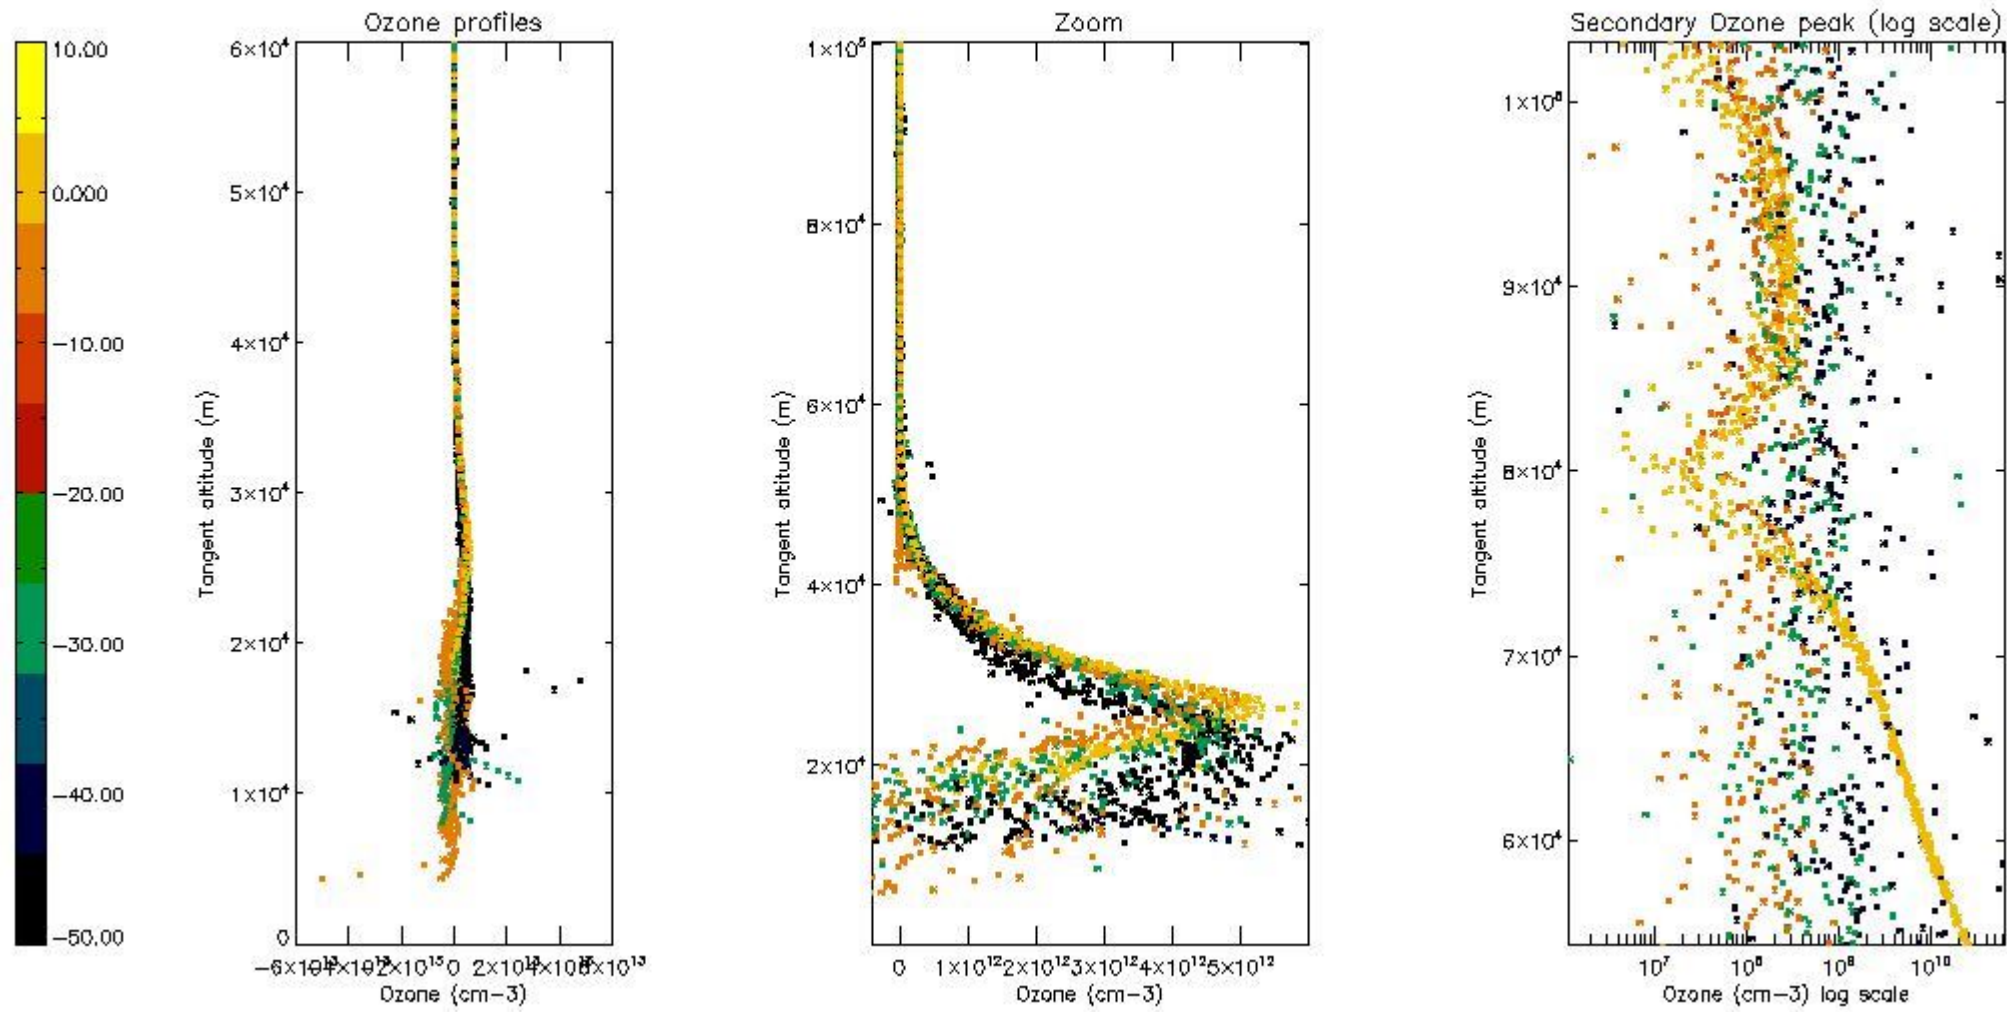 Ozone profiles
Zoom
Secondary Ozone peak (log scale)
10.00
0.000
−10.00
−20.00
−30.00
−40.00
−50.00
6×10⁴
5×10⁴
4×10⁴
3×10⁴
2×10⁴
1×10⁴
0
Tangent altitude (m)
0 2×10¹³
Ozone (cm−3)
1×10⁵
8×10⁴
6×10⁴
4×10⁴
2×10⁴
Tangent altitude (m)
0 1×10¹² 2×10¹² 3×10¹² 4×10¹² 5×10¹²
Ozone (cm−3)
1×10⁵
9×10⁴
8×10⁴
7×10⁴
6×10⁴
Tangent altitude (m)
10⁷ 10⁸ 10⁹ 10¹⁰
Ozone (cm−3) log scale